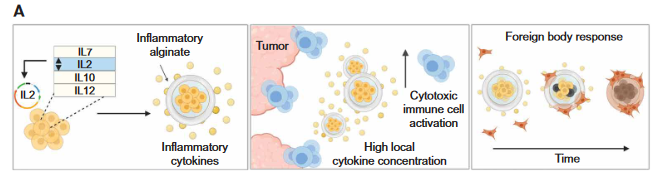 A
IL7
IL2
IL10
IL12
IL2
Inflammatory
alginate
Inflammatory
cytokines
Tumor
Cytotoxic
immune cell
activation
High local
cytokine concentration
Foreign body response
Time